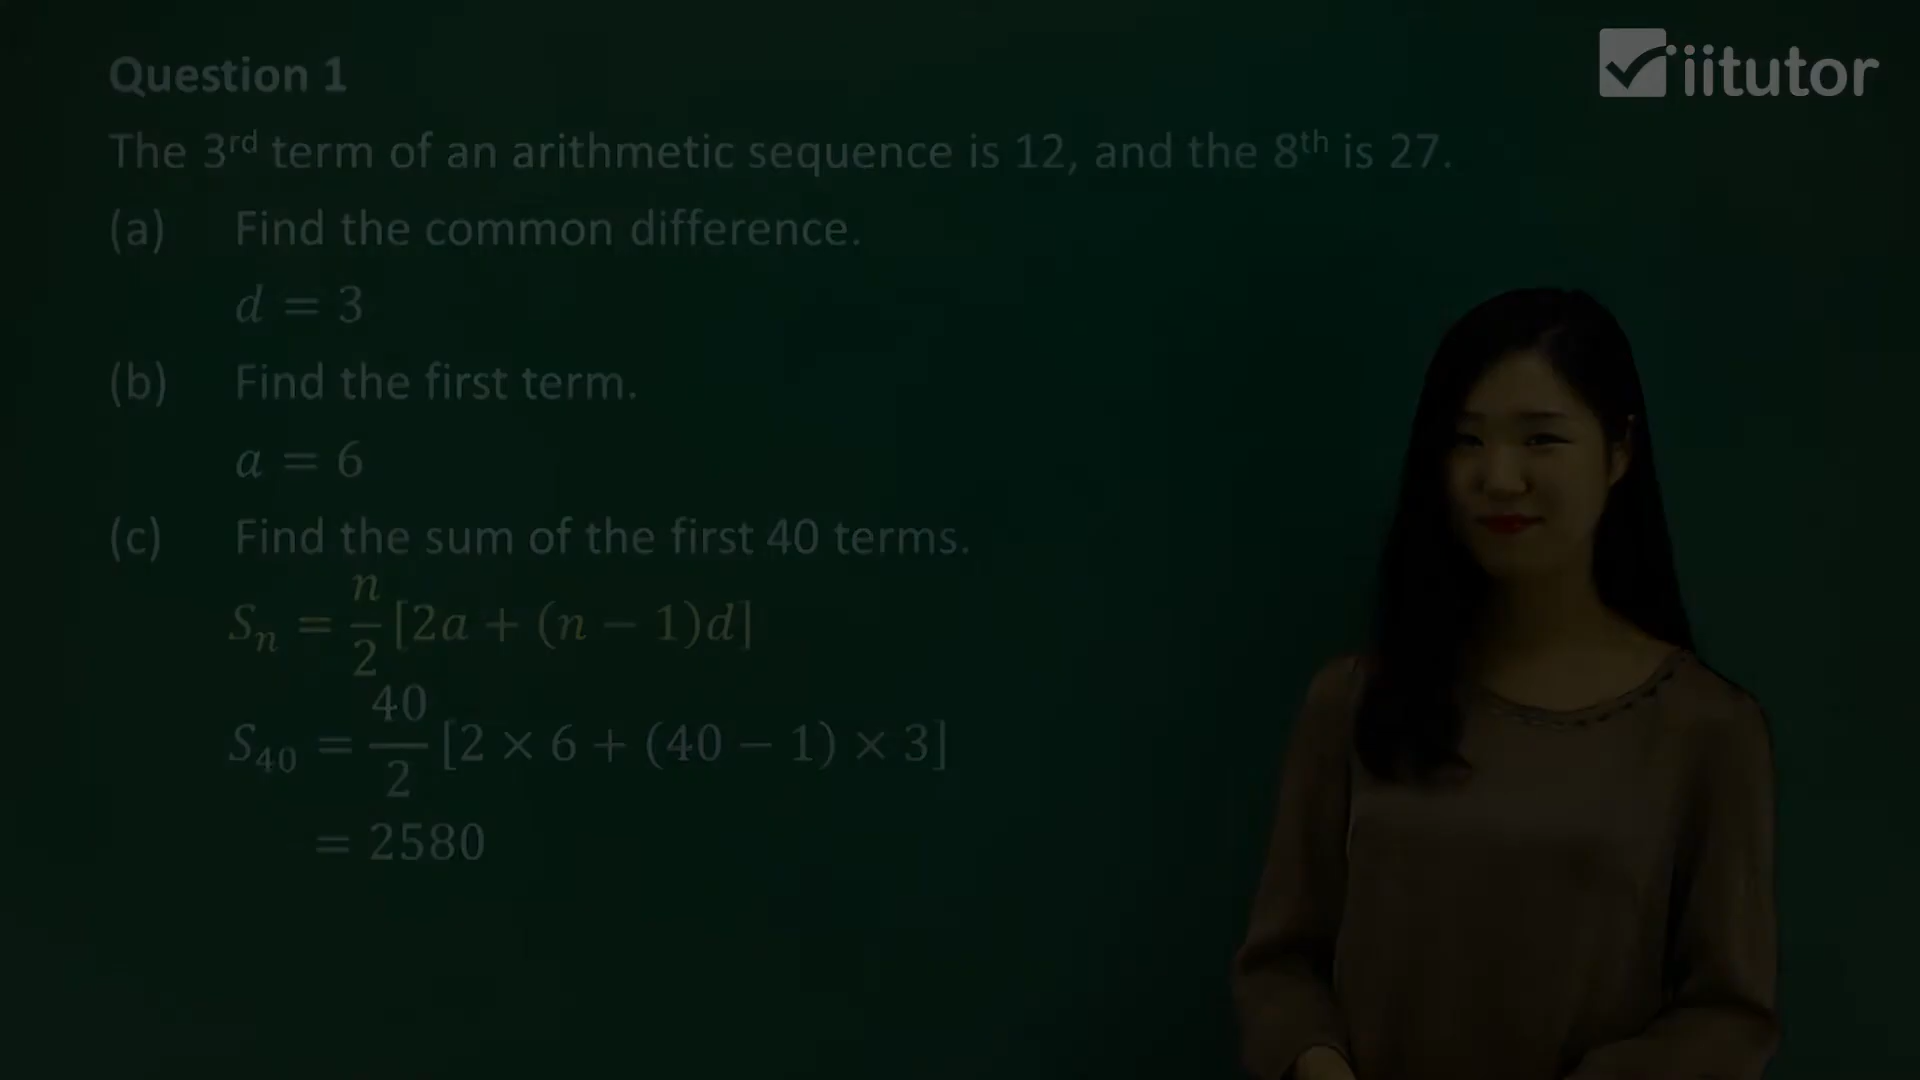 iitutor
Question 1
The 3rd term of an arithmetic sequence is 12, and the 8th is 27.
(a) Find the common difference.
d = 3
(b) Find the first term.
a = 6
(c) Find the sum of the first 40 terms.
Sₙ = n/2 [2a + (n − 1)d]
S₄₀ = 40/2 [2 × 6 + (40 − 1) × 3]
= 2580